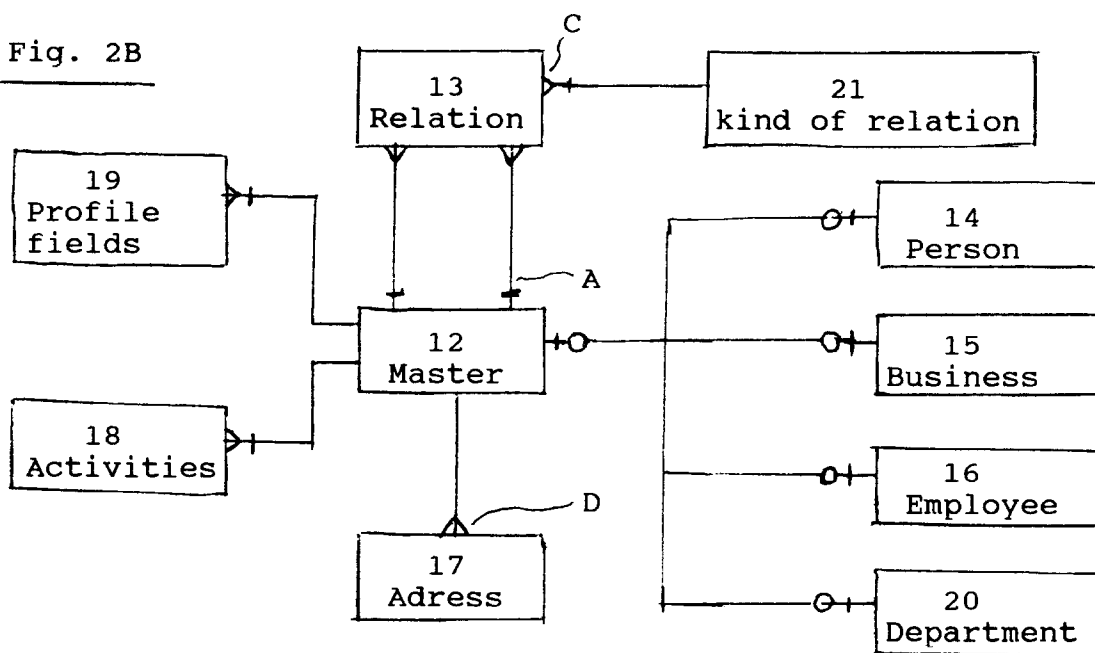 Fig. 2B
C
13
Relation
21
kind of relation
19
Profile
fields
14
Person
A
12
Master
15
Business
18
Activities
16
Employee
D
17
Adress
20
Department